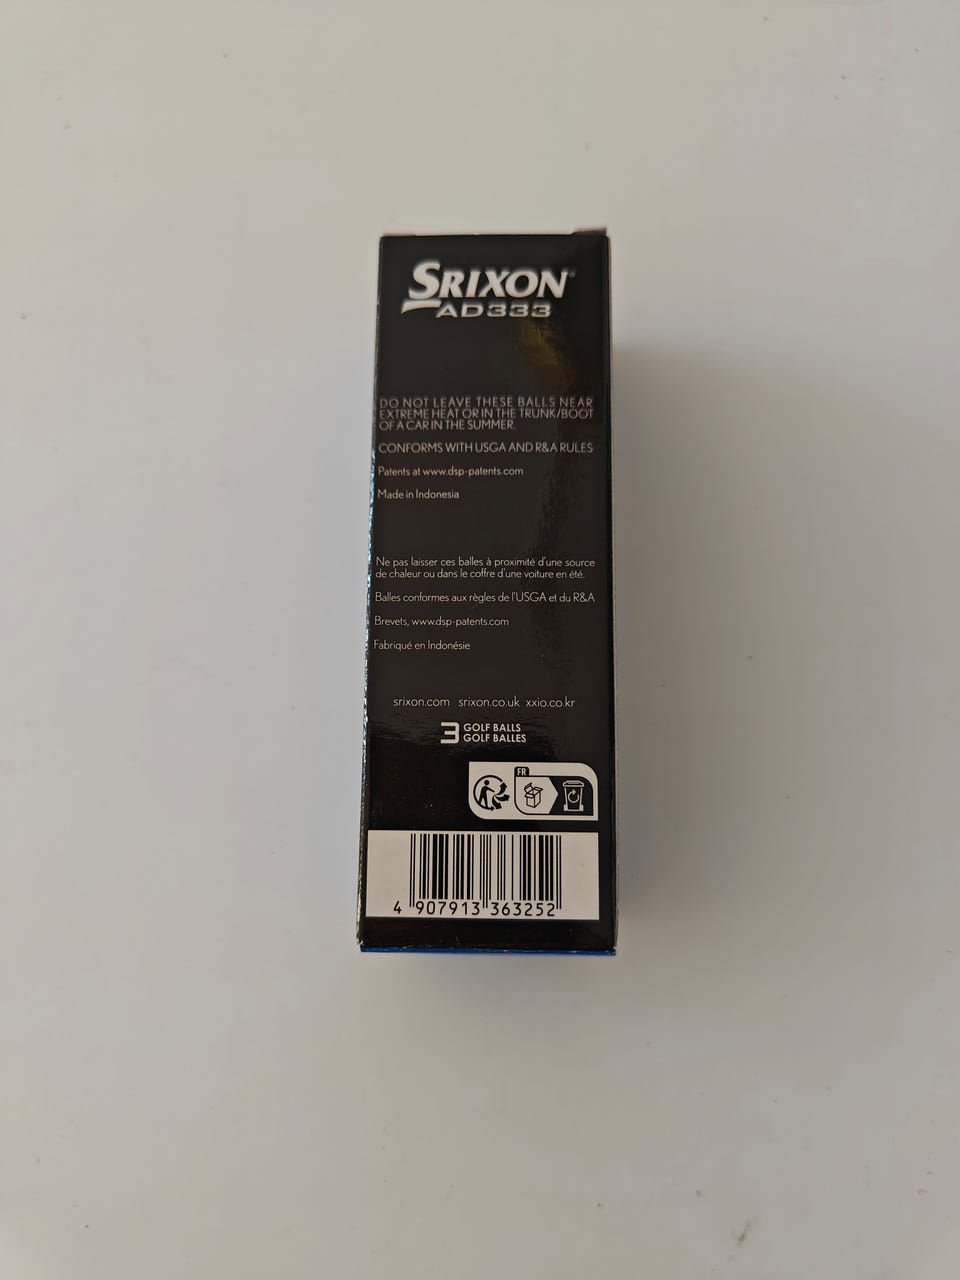 SRIXON
AD333
DO NOT LEAVE THESE BALLS NEAR
EXTREME HEAT OR IN THE TRUNK/BOOT
OF A CAR IN THE SUMMER.
CONFORMS WITH USGA AND R&A RULES
Patents at www.dsp-patents.com
Made in Indonesia
Ne pas laisser ces balles à proximité d'une source
de chaleur ou dans le coffre d'une voiture en été.
Balles conformes aux règles de l'USGA et du R&A
Brevets, www.dsp-patents.com
Fabriqué en Indonésie
srixon.com srixon.co.uk xxio.co.kr
3 GOLF BALLS
GOLF BALLES
FR
4 907913 363252